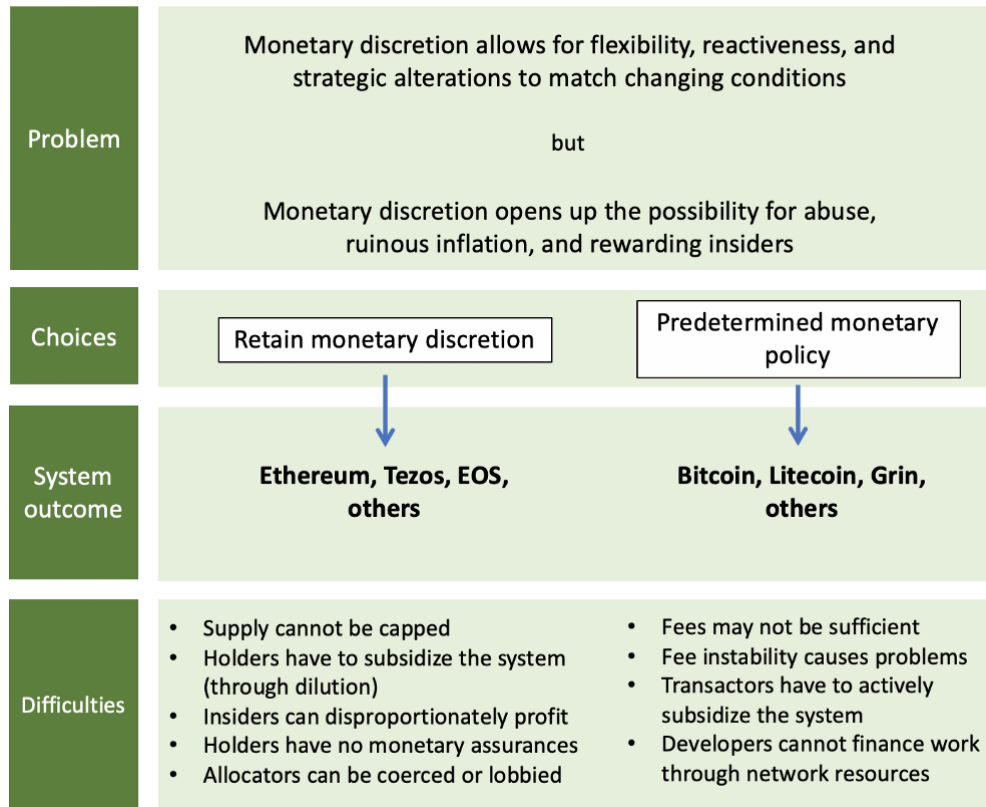 Problem
Monetary discretion allows for flexibility, reactiveness, and
strategic alterations to match changing conditions
but
Monetary discretion opens up the possibility for abuse,
ruinous inflation, and rewarding insiders
Choices
Retain monetary discretion
Predetermined monetary
policy
System
outcome
Ethereum, Tezos, EOS,
others
Bitcoin, Litecoin, Grin,
others
Difficulties
• Supply cannot be capped
• Holders have to subsidize the system
(through dilution)
• Insiders can disproportionately profit
• Holders have no monetary assurances
• Allocators can be coerced or lobbied
• Fees may not be sufficient
• Fee instability causes problems
• Transactors have to actively
subsidize the system
• Developers cannot finance work
through network resources